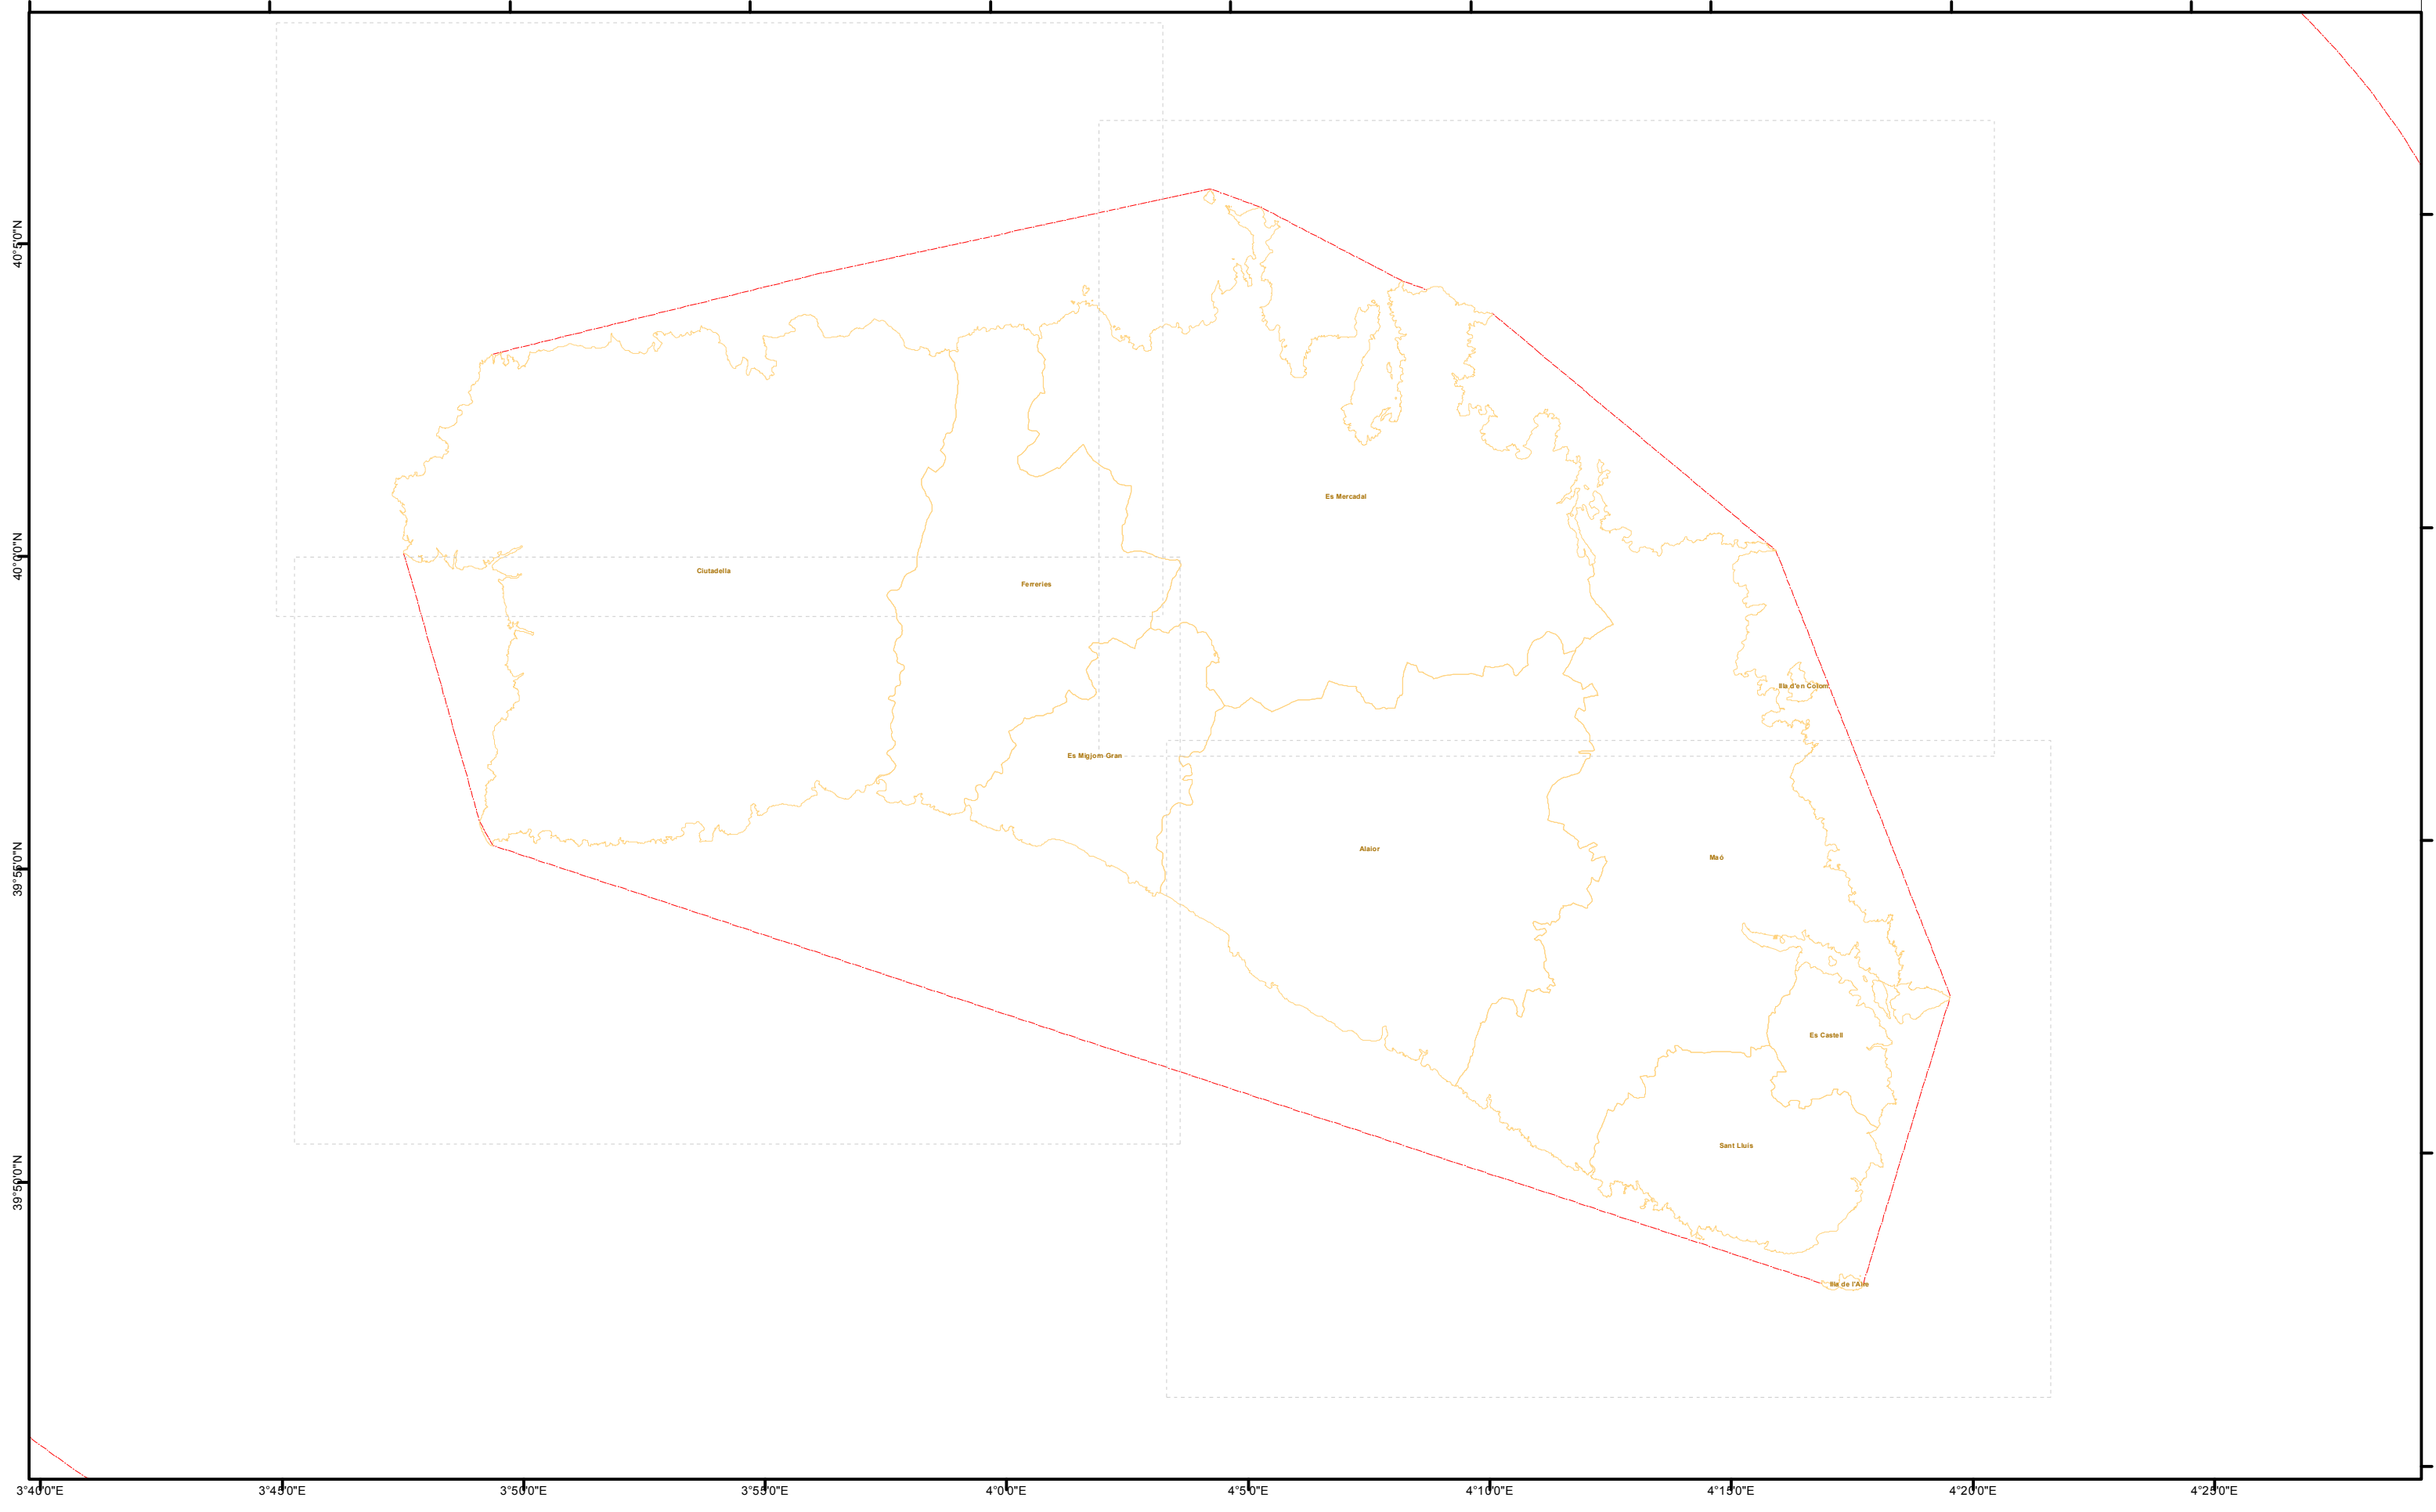 40°5'0"N
Es Mercadal
40°0'0"N
Ciutadella
Ferreries
Illa d'en Colom
Es Migjorn Gran
39°55'0"N
Alaior
Maó
Es Castell
Sant Lluís
39°50'0"N
Illa de l'Aire
3°40'0"E 3°45'0"E 3°50'0"E 3°55'0"E 4°0'0"E 4°5'0"E 4°10'0"E 4°15'0"E 4°20'0"E 4°25'0"E